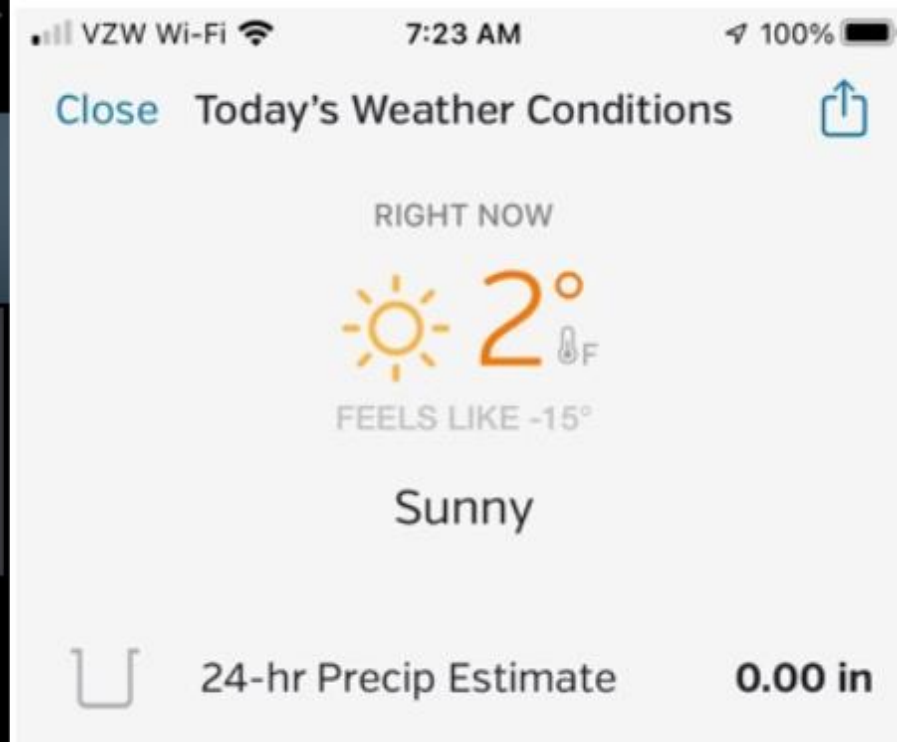 VZW Wi-Fi 7:23 AM 100%
Close Today's Weather Conditions
RIGHT NOW
2°
F
FEELS LIKE -15°
Sunny
24-hr Precip Estimate 0.00 in